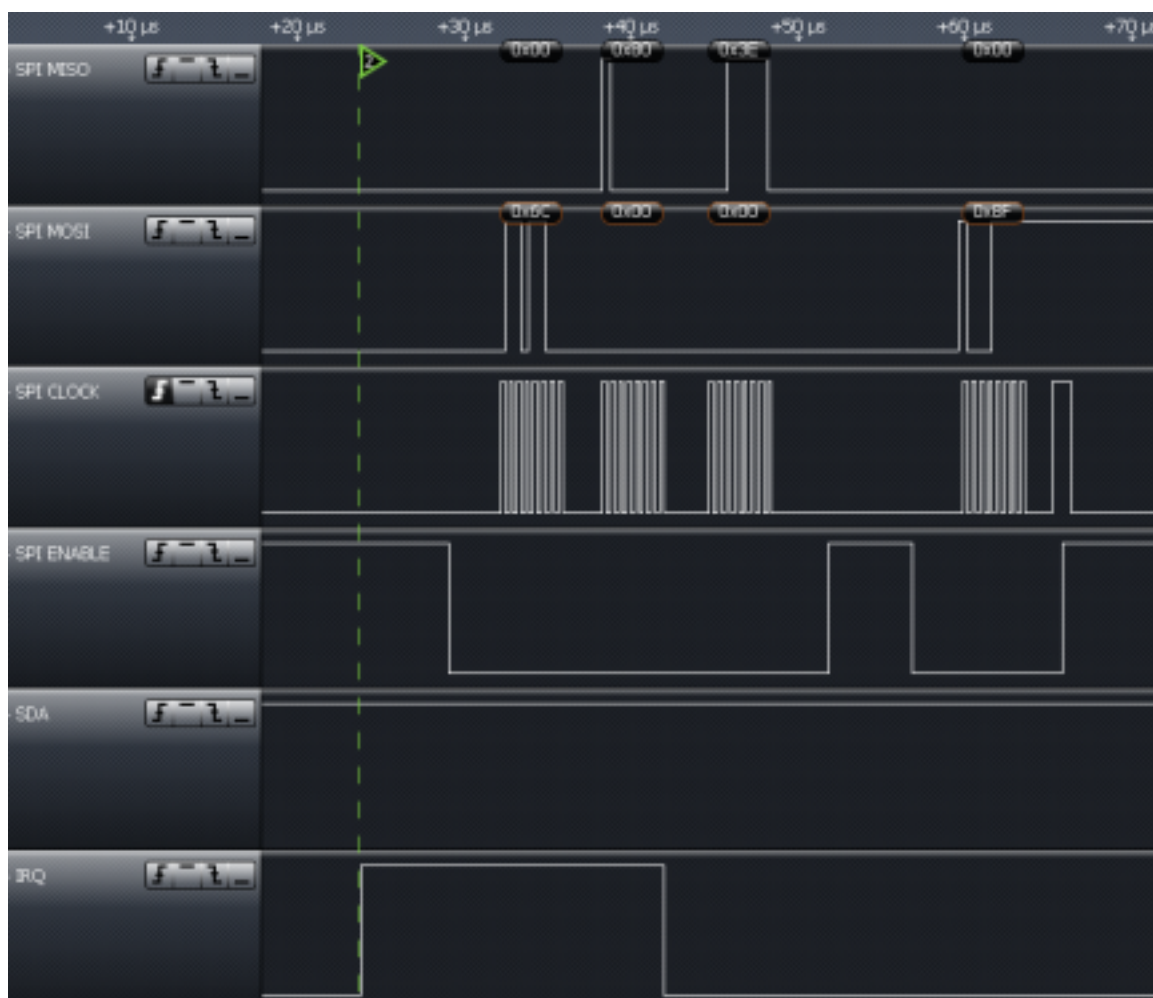 +10 µs +20 µs +30 µs +40 µs +50 µs +60 µs +70 µ
0x00 0x80 0x3E 0x00
SPI MISO
2
0x6C 0x00 0x00 0xBF
SPI MOSI
SPI CLOCK
SPI ENABLE
SDA
IRQ